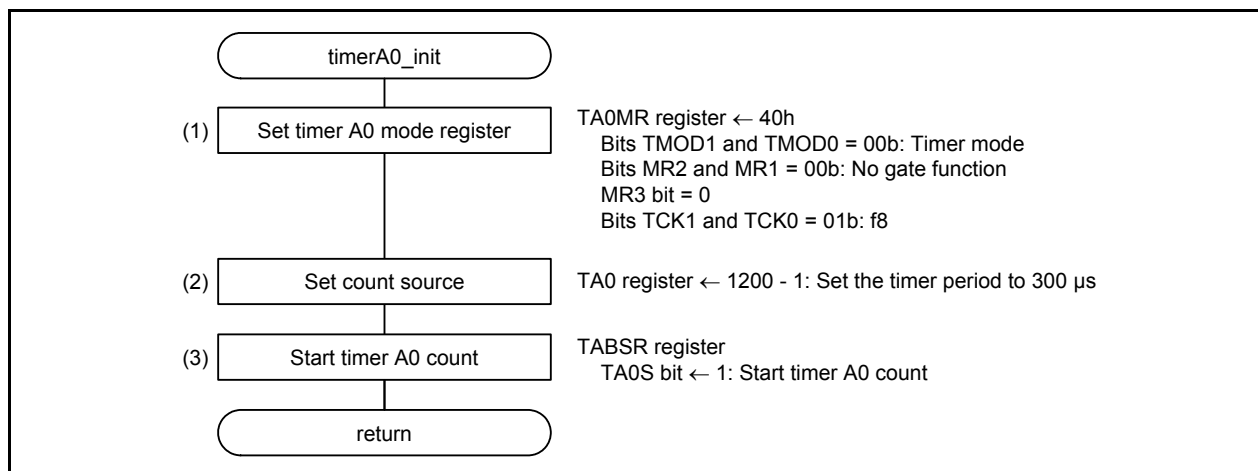 timerA0_init
(1)
Set timer A0 mode register
TA0MR register ← 40h
Bits TMOD1 and TMOD0 = 00b: Timer mode
Bits MR2 and MR1 = 00b: No gate function
MR3 bit = 0
Bits TCK1 and TCK0 = 01b: f8
(2)
Set count source
TA0 register ← 1200 - 1: Set the timer period to 300 µs
(3)
Start timer A0 count
TABSR register
TA0S bit ← 1: Start timer A0 count
return